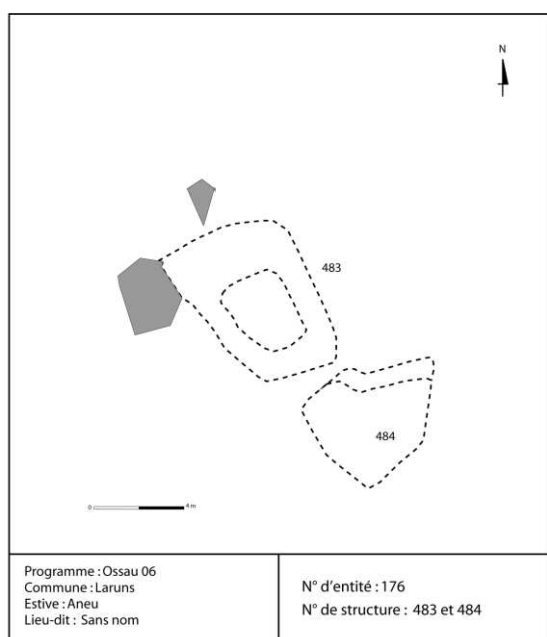 N
483
484
0 4 m
Programme : Ossau 06
Commune : Laruns
Estive : Aneu
Lieu-dit : Sans nom
N° d'entité : 176
N° de structure : 483 et 484